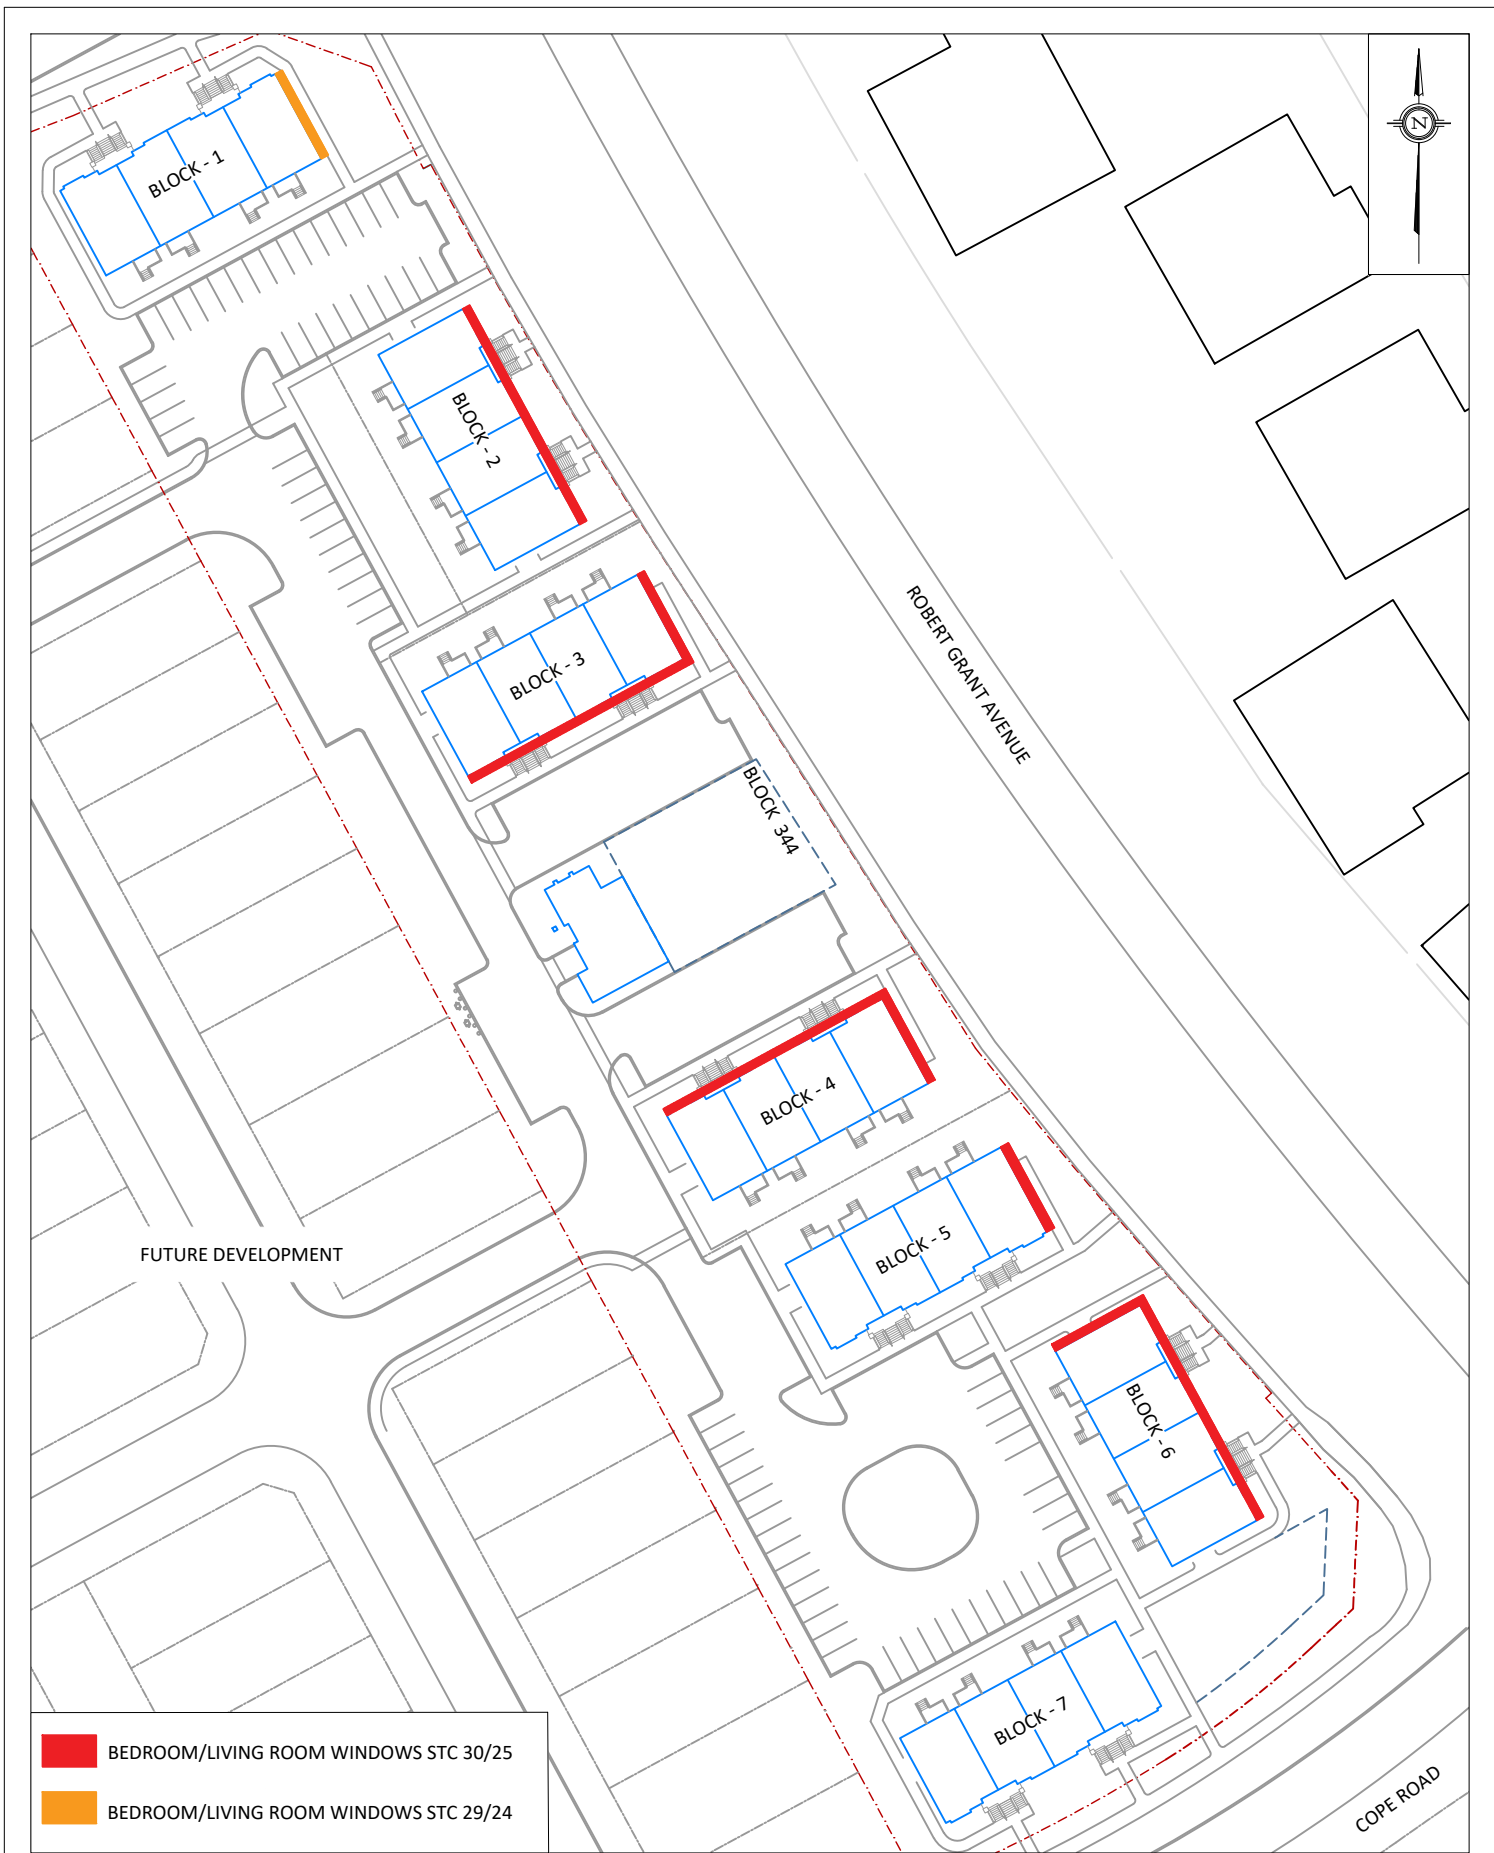 N
BLOCK - 1
BLOCK - 2
BLOCK - 3
ROBERT GRANT AVENUE
BLOCK 344
BLOCK - 4
BLOCK - 5
FUTURE DEVELOPMENT
BLOCK - 6
BLOCK - 7
BEDROOM/LIVING ROOM WINDOWS STC 30/25
BEDROOM/LIVING ROOM WINDOWS STC 29/24
COPE ROAD